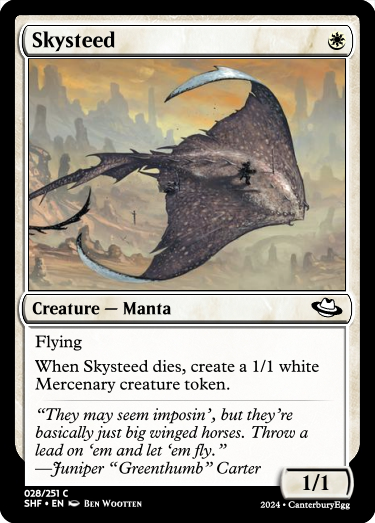 Skysteed
Creature — Manta
Flying
When Skysteed dies, create a 1/1 white
Mercenary creature token.
“They may seem imposin’, but they’re
basically just big winged horses. Throw a
lead on ‘em and let ‘em fly.”
—Juniper “Greenthumb” Carter
1/1
028/251 C
SHF • EN Ben Wootten
2024 • CanterburyEgg